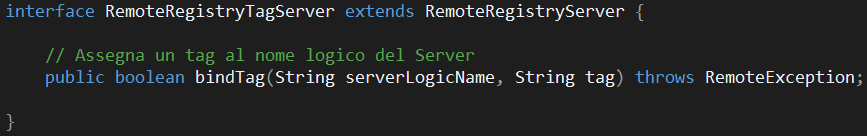 interface RemoteRegistryTagServer extends RemoteRegistryServer {
// Assegna un tag al nome logico del Server
public boolean bindTag(String serverLogicName, String tag) throws RemoteException;
}